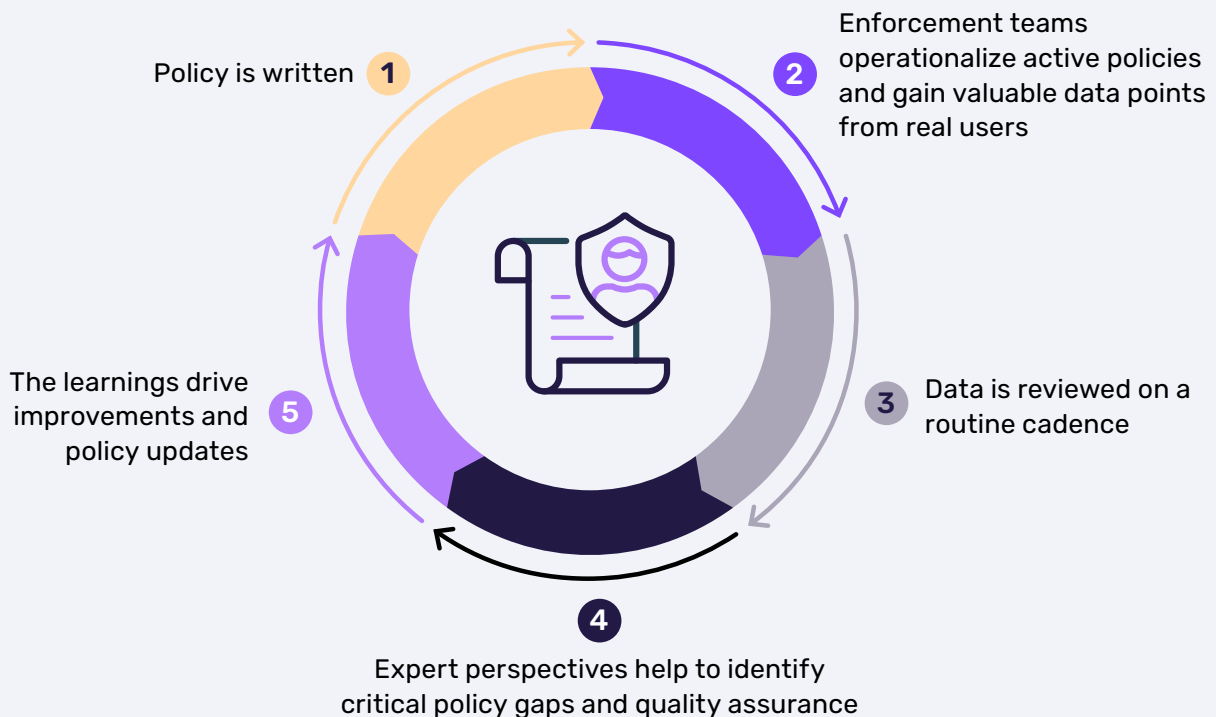 Policy is written
1
2
Enforcement teams
operationalize active policies
and gain valuable data points
from real users
3
Data is reviewed on a
routine cadence
4
Expert perspectives help to identify
critical policy gaps and quality assurance
5
The learnings drive
improvements and
policy updates